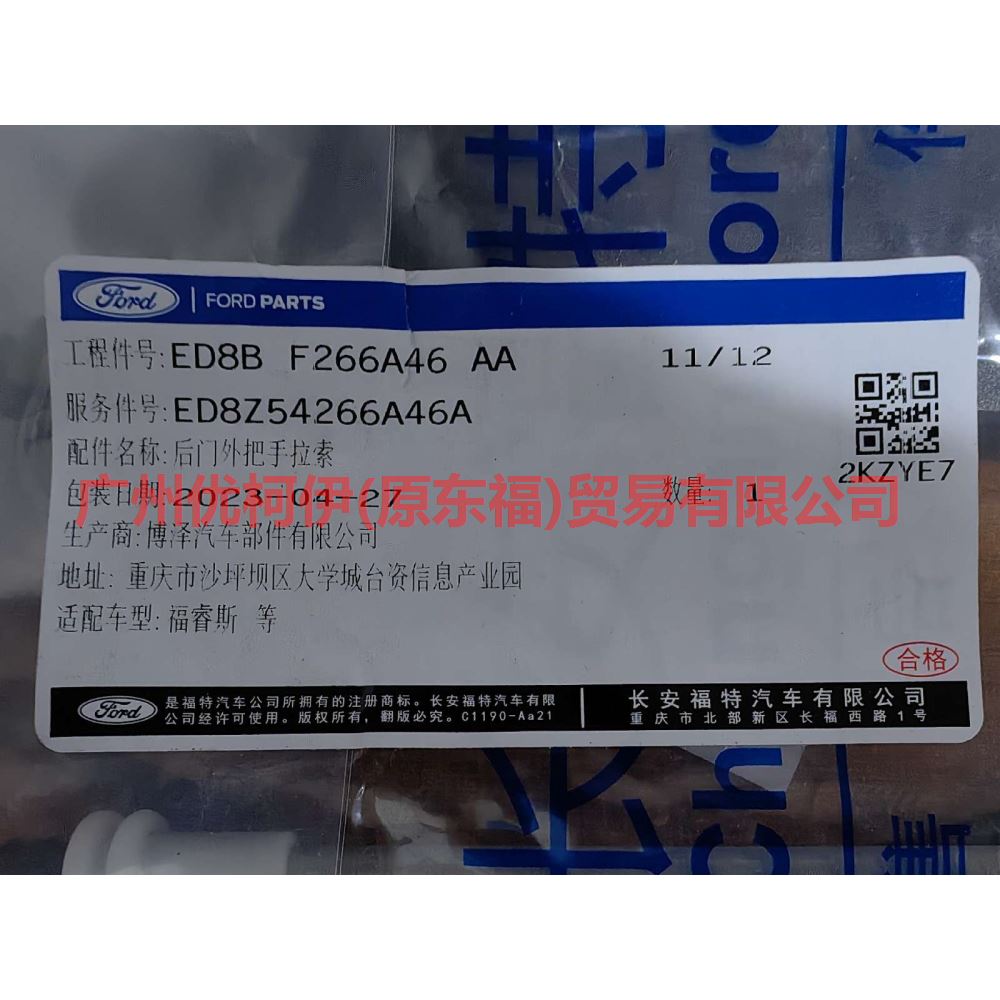 特
Ford
Ford | FORD PARTS
工程件号: ED8B F266A46 AA 11/12
服务件号: ED8Z54266A46A
配件名称: 后门外把手拉索
2KZYE7
包装日期: 2023-04-27 数量: 1
广州优柯伊(原东福)贸易有限公司
生产商: 博泽汽车部件有限公司
地址: 重庆市沙坪坝区大学城台资信息产业园
适配车型: 福睿斯 等
合格
Ford
是福特汽车公司所拥有的注册商标。长安福特汽车有限
公司经许可使用。版权所有,翻版必究。C1190-Aa21
长安福特汽车有限公司
重庆市北部新区长福西路1号
Ch